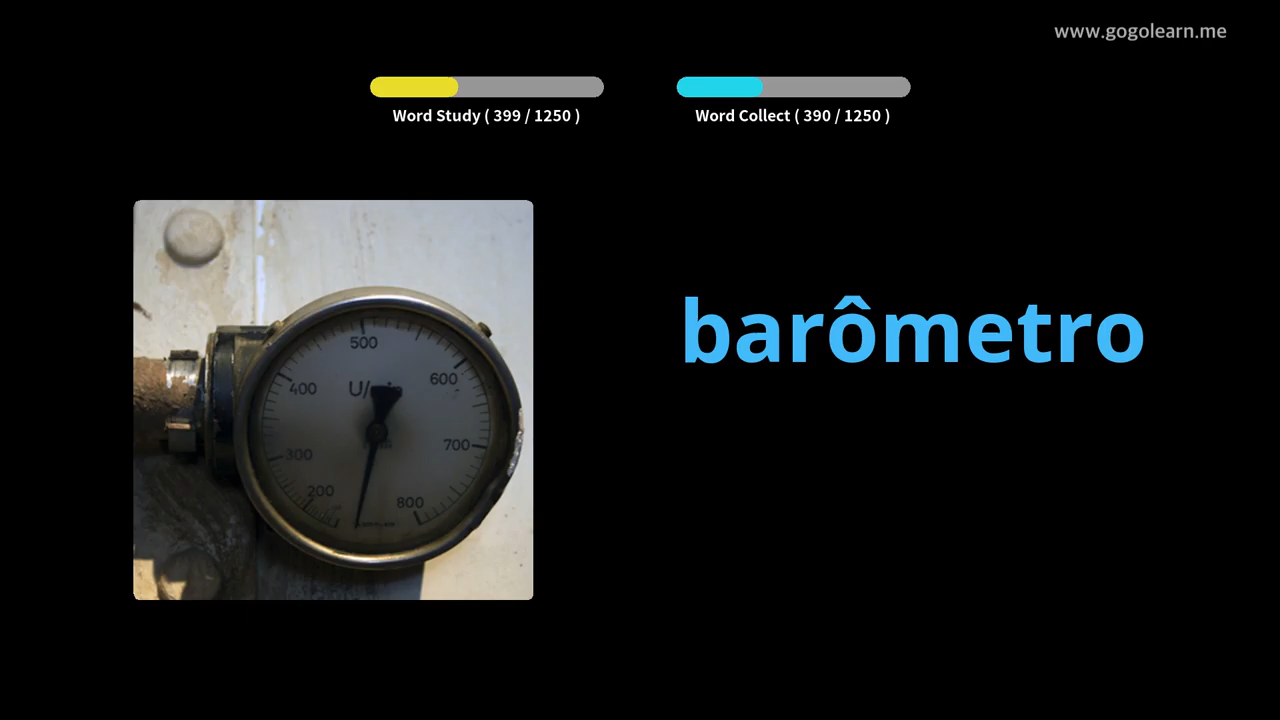 www.gogolearn.me
Word Study ( 399 / 1250 )
Word Collect ( 390 / 1250 )
barômetro
500
400
600
300
700
200
800